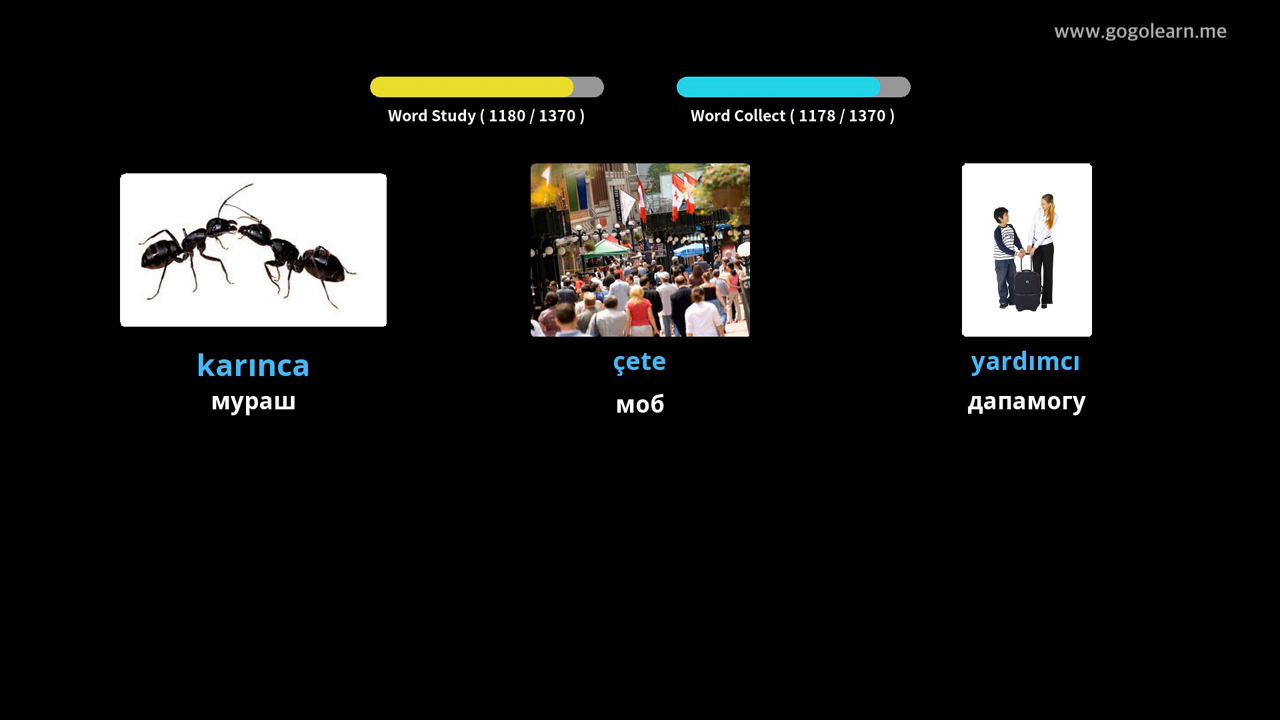 www.gogolearn.me
Word Study ( 1180 / 1370 )
Word Collect ( 1178 / 1370 )
karınca
мураш
çete
моб
yardımcı
дапамогу